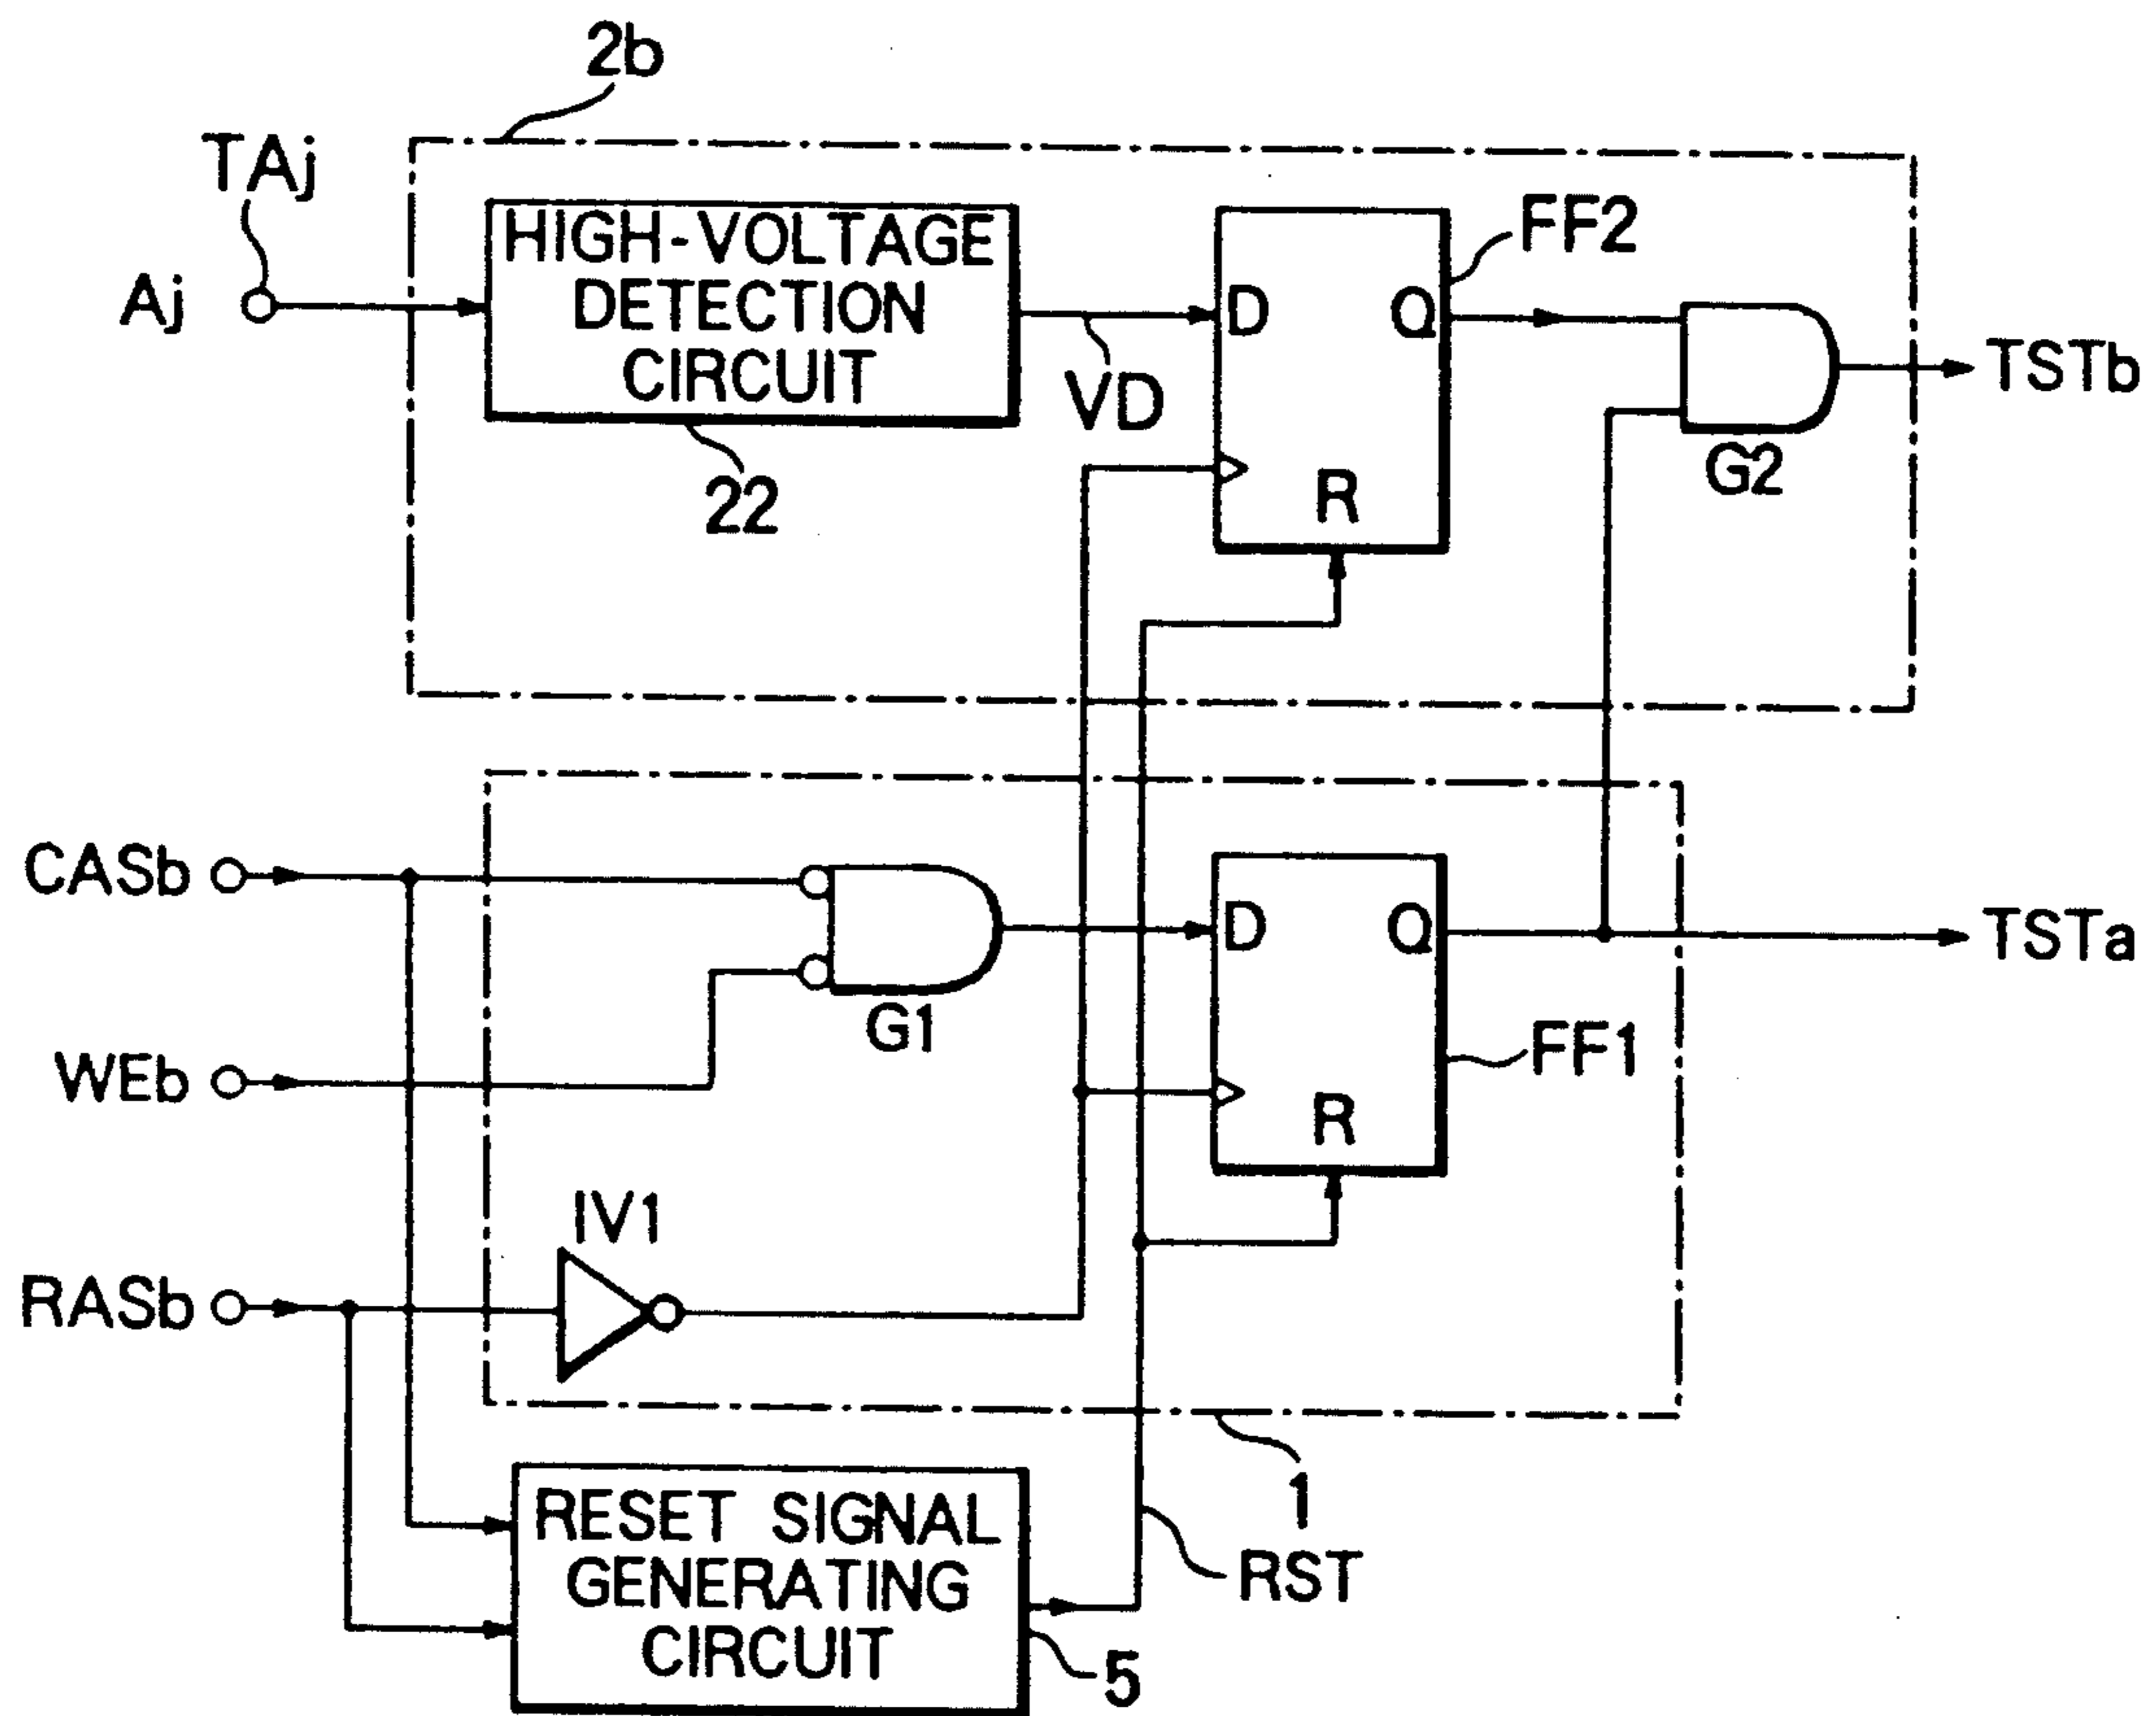 2b
TAj
Aj
HIGH-VOLTAGE
DETECTION
CIRCUIT
22
VD
D
Q
R
FF2
G2
TSTb
CASb
WEb
RASb
G1
IV1
D
Q
R
FF1
TSTa
1
RESET SIGNAL
GENERATING
CIRCUIT
RST
5